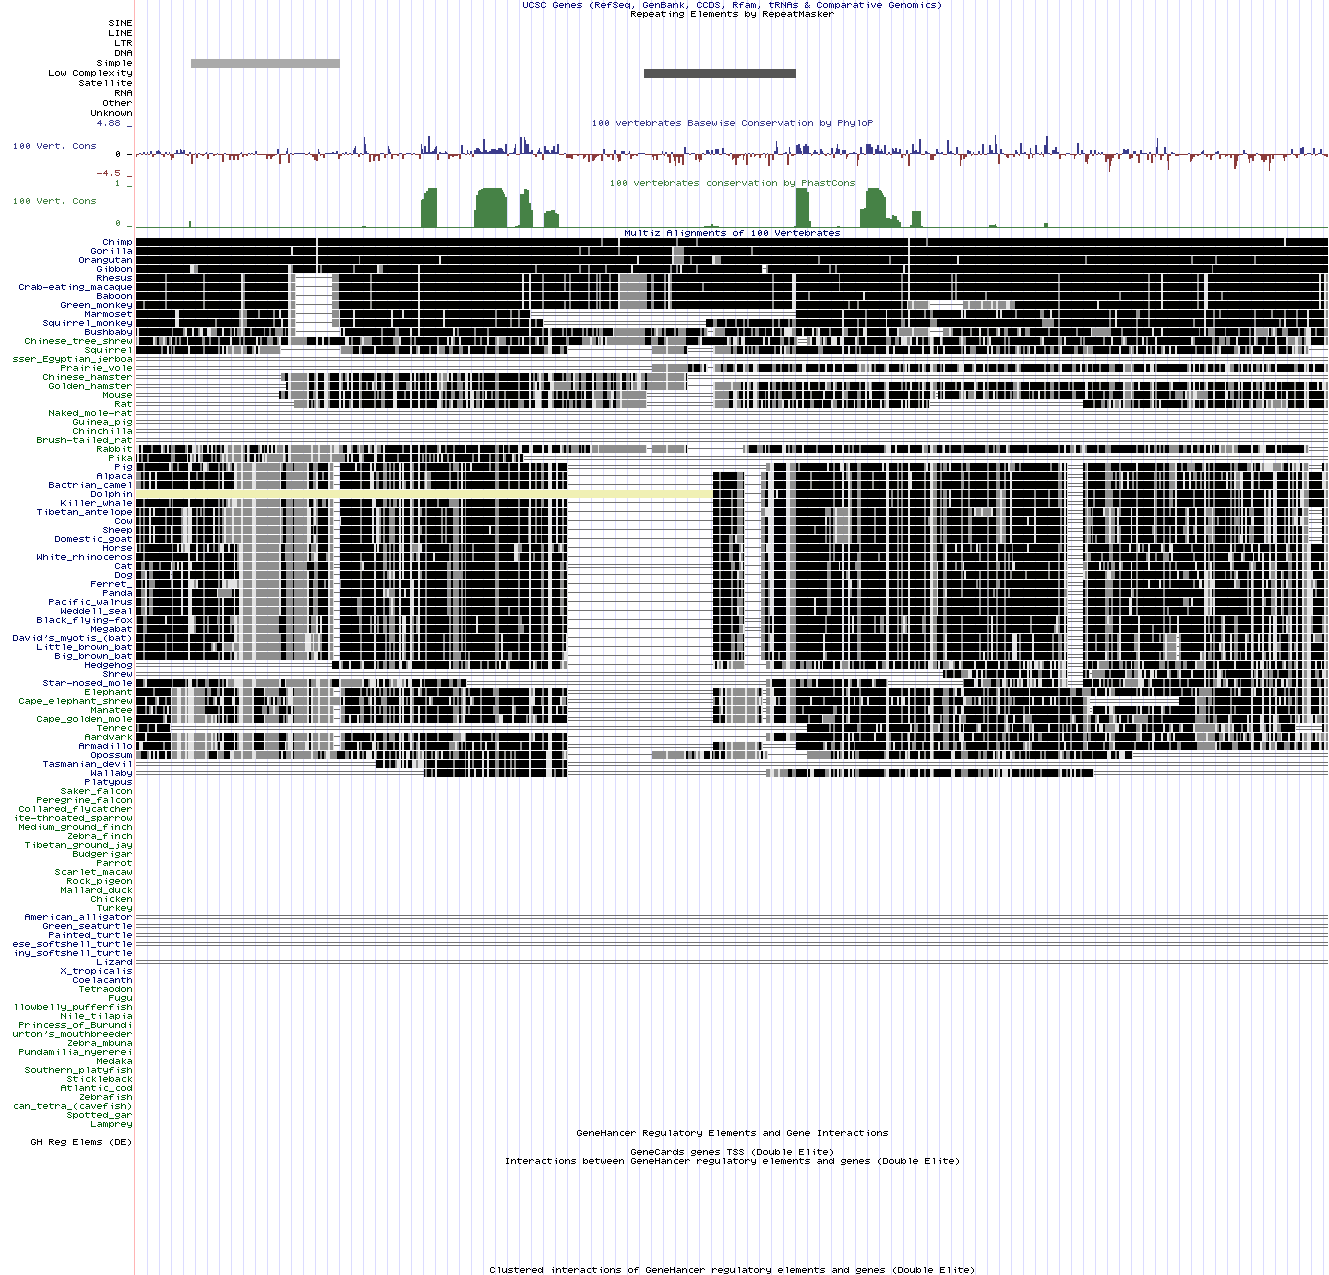 UCSC Genes (RefSeq, GenBank, CCDS, Rfam, tRNAs & Comparative Genomics)
Repeating Elements by RepeatMasker
SINE
LINE
LTR
DNA
Simple
Low Complexity
Satellite
RNA
Other
Unknown
4.88 _
100 vertebrates Basewise Conservation by PhyloP
100 Vert. Cons
0 -
-4.5 _
100 vertebrates conservation by PhastCons
1 _
100 Vert. Cons
0 _
Multiz Alignments of 100 Vertebrates
Chimp
Gorilla
Orangutan
Gibbon
Rhesus
Crab-eating_macaque
Baboon
Green_monkey
Marmoset
Squirrel_monkey
Bushbaby
Chinese_tree_shrew
Squirrel
sser_Egyptian_jerboa
Prairie_vole
Chinese_hamster
Golden_hamster
Mouse
Rat
Naked_mole-rat
Guinea_pig
Chinchilla
Brush-tailed_rat
Rabbit
Pika
Pig
Alpaca
Bactrian_camel
Dolphin
Killer_whale
Tibetan_antelope
Cow
Sheep
Domestic_goat
Horse
White_rhinoceros
Cat
Dog
Ferret_
Panda
Pacific_walrus
Weddell_seal
Black_flying-fox
Megabat
David's_myotis_(bat)
Little_brown_bat
Big_brown_bat
Hedgehog
Shrew
Star-nosed_mole
Elephant
Cape_elephant_shrew
Manatee
Cape_golden_mole
Tenrec
Aardvark
Armadillo
Opossum
Tasmanian_devil
Wallaby
Platypus
Saker_falcon
Peregrine_falcon
Collared_flycatcher
ite-throated_sparrow
Medium_ground_finch
Zebra_finch
Tibetan_ground_jay
Budgerigar
Parrot
Scarlet_macaw
Rock_pigeon
Mallard_duck
Chicken
Turkey
American_alligator
Green_seaturtle
Painted_turtle
ese_softshell_turtle
iny_softshell_turtle
Lizard
X_tropicalis
Coelacanth
Tetraodon
Fugu
llowbelly_pufferfish
Nile_tilapia
Princess_of_Burundi
urton's_mouthbreeder
Zebra_mbuna
Pundamilia_nyererei
Medaka
Southern_platyfish
Stickleback
Atlantic_cod
Zebrafish
can_tetra_(cavefish)
Spotted_gar
Lamprey
GeneHancer Regulatory Elements and Gene Interactions
GH Reg Elems (DE)
GeneCards genes TSS (Double Elite)
Interactions between GeneHancer regulatory elements and genes (Double Elite)
Clustered interactions of GeneHancer regulatory elements and genes (Double Elite)